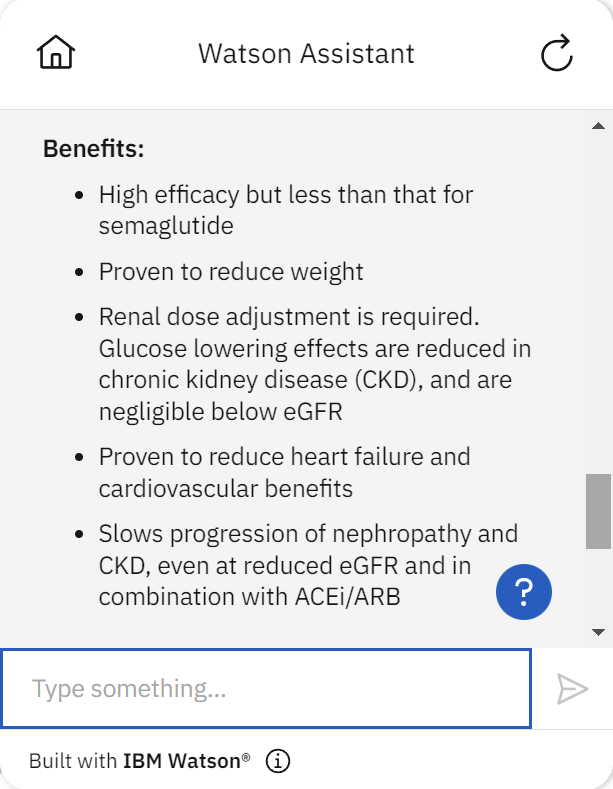 Watson Assistant
Benefits:
• High efficacy but less than that for
semaglutide
• Proven to reduce weight
• Renal dose adjustment is required.
Glucose lowering effects are reduced in
chronic kidney disease (CKD), and are
negligible below eGFR
• Proven to reduce heart failure and
cardiovascular benefits
• Slows progression of nephropathy and
CKD, even at reduced eGFR and in
combination with ACEi/ARB
?
Type something...
Built with IBM Watson®